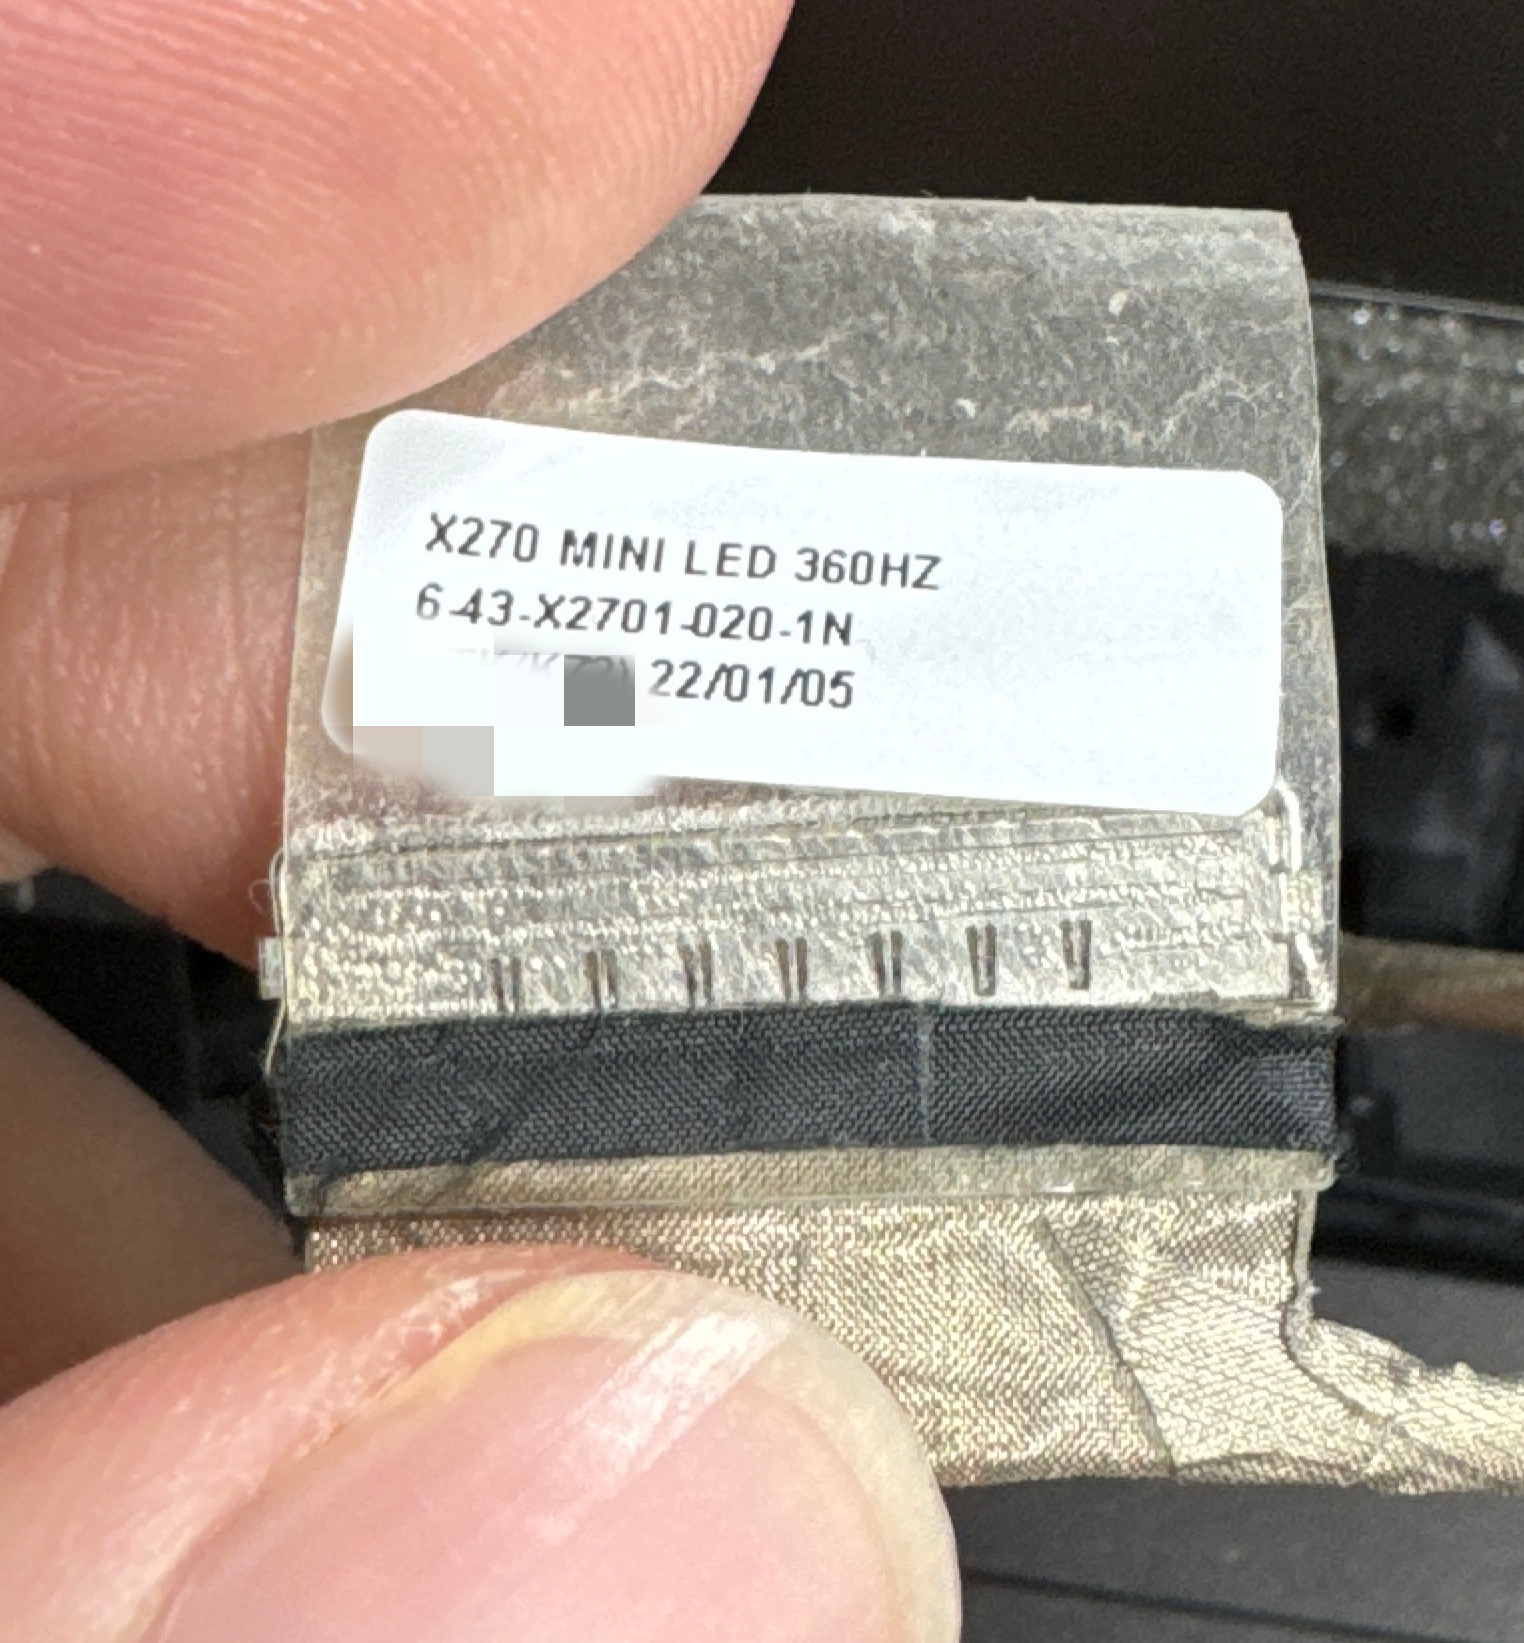 X270 MINI LED 360HZ
6-43-X2701-020-1N
22/01/05